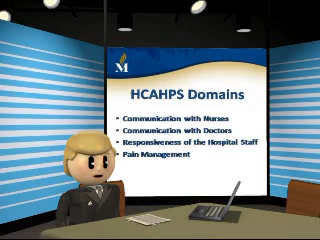 M
HCAHPS Domains
• Communication with Nurses
• Communication with Doctors
• Responsiveness of the Hospital Staff
• Pain Management